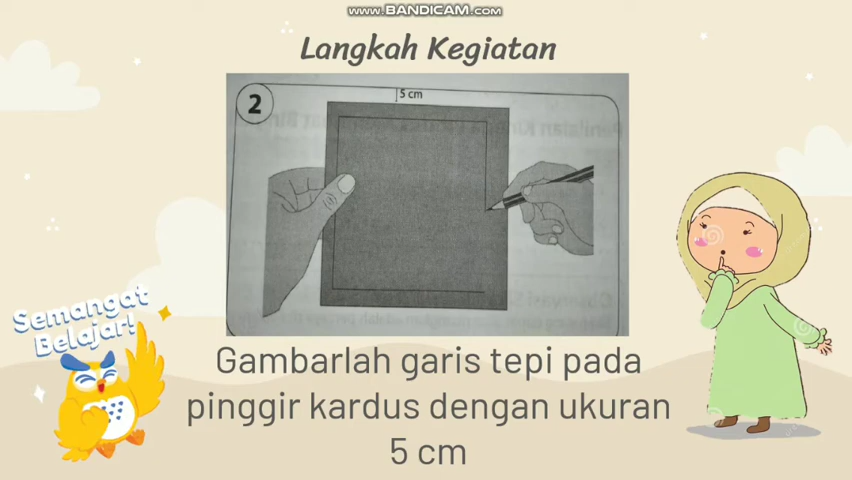 WWW.BANDICAM.COM
Langkah Kegiatan
2
5 cm
Semangat
Belajar!
Gambarlah garis tepi pada
pinggir kardus dengan ukuran
5 cm